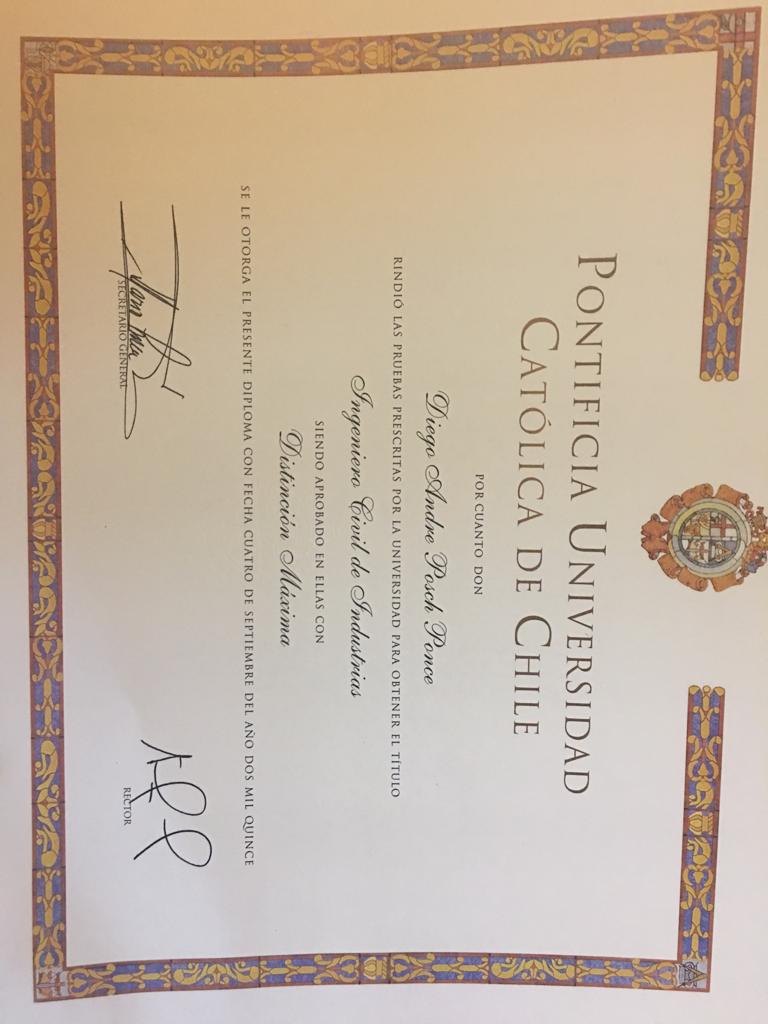 PONTIFICIA UNIVERSIDAD
CATÓLICA DE CHILE
POR CUANTO DON
Diego Andre Posch Ponce
RINDIÓ LAS PRUEBAS PRESCRITAS POR LA UNIVERSIDAD PARA OBTENER EL TÍTULO
Ingeniero Civil de Industrias
SIENDO APROBADO EN ELLAS CON
Distinción Máxima
SE LE OTORGA EL PRESENTE DIPLOMA CON FECHA CUATRO DE SEPTIEMBRE DEL AÑO DOS MIL QUINCE
SECRETARIO GENERAL
RECTOR